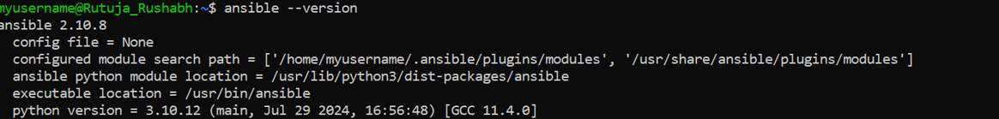 myusername@Rutuja_Rushabh:~$ ansible --version
ansible 2.10.8
  config file = None
  configured module search path = ['/home/myusername/.ansible/plugins/modules', '/usr/share/ansible/plugins/modules']
  ansible python module location = /usr/lib/python3/dist-packages/ansible
  executable location = /usr/bin/ansible
  python version = 3.10.12 (main, Jul 29 2024, 16:56:48) [GCC 11.4.0]